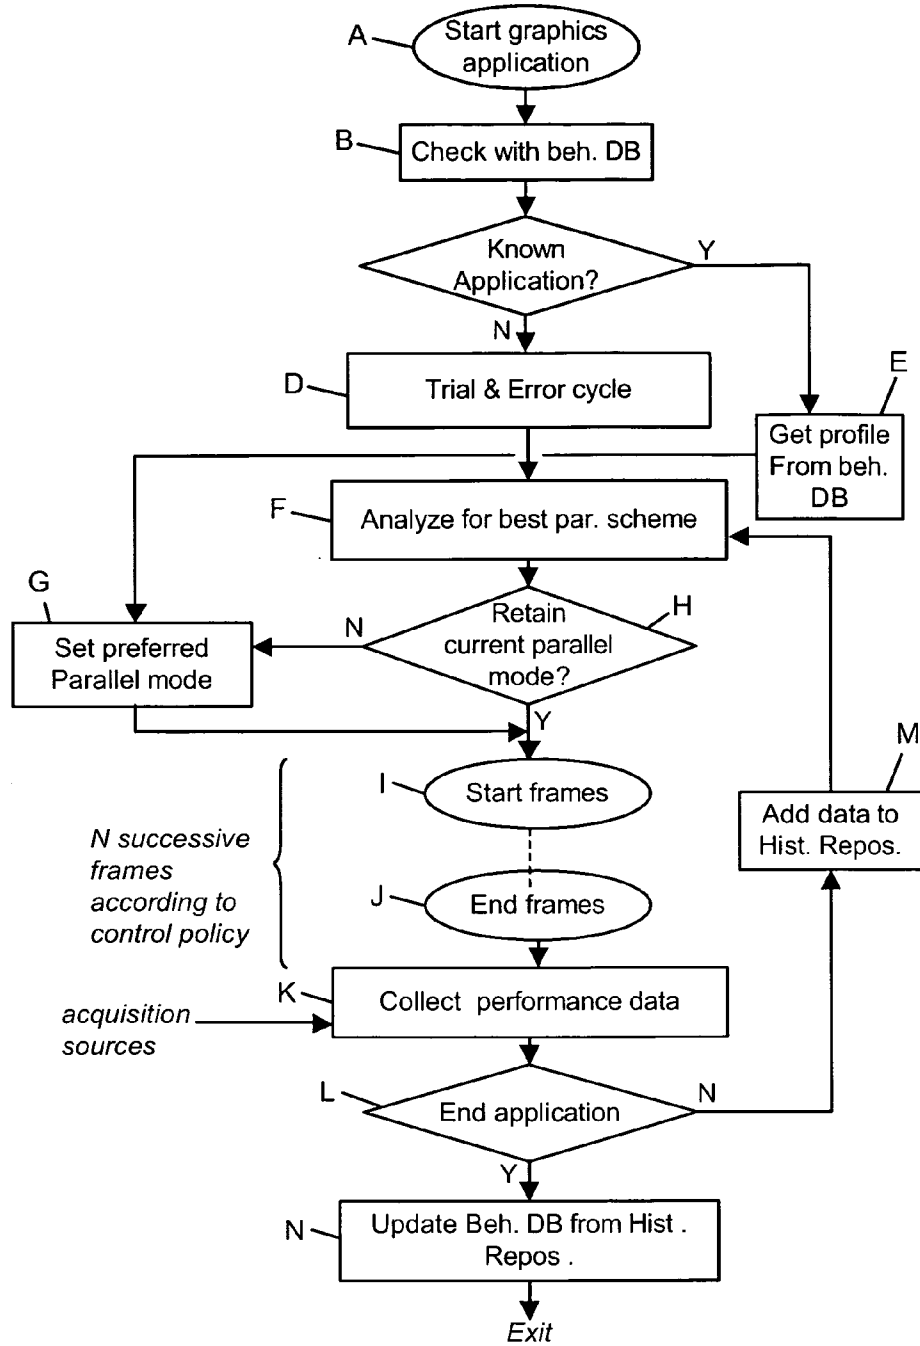 A
Start graphics
application
B
Check with beh. DB
Known
Application?
Y
N
D
Trial & Error cycle
E
Get profile
From beh.
DB
F
Analyze for best par. scheme
G
Set preferred
Parallel mode
N
Retain
current parallel
mode?
H
Y
I
Start frames
M
Add data to
Hist. Repos.
N successive
frames
according to
control policy
J
End frames
K
Collect performance data
acquisition
sources
L
End application
N
Y
N
Update Beh. DB from Hist .
Repos .
Exit